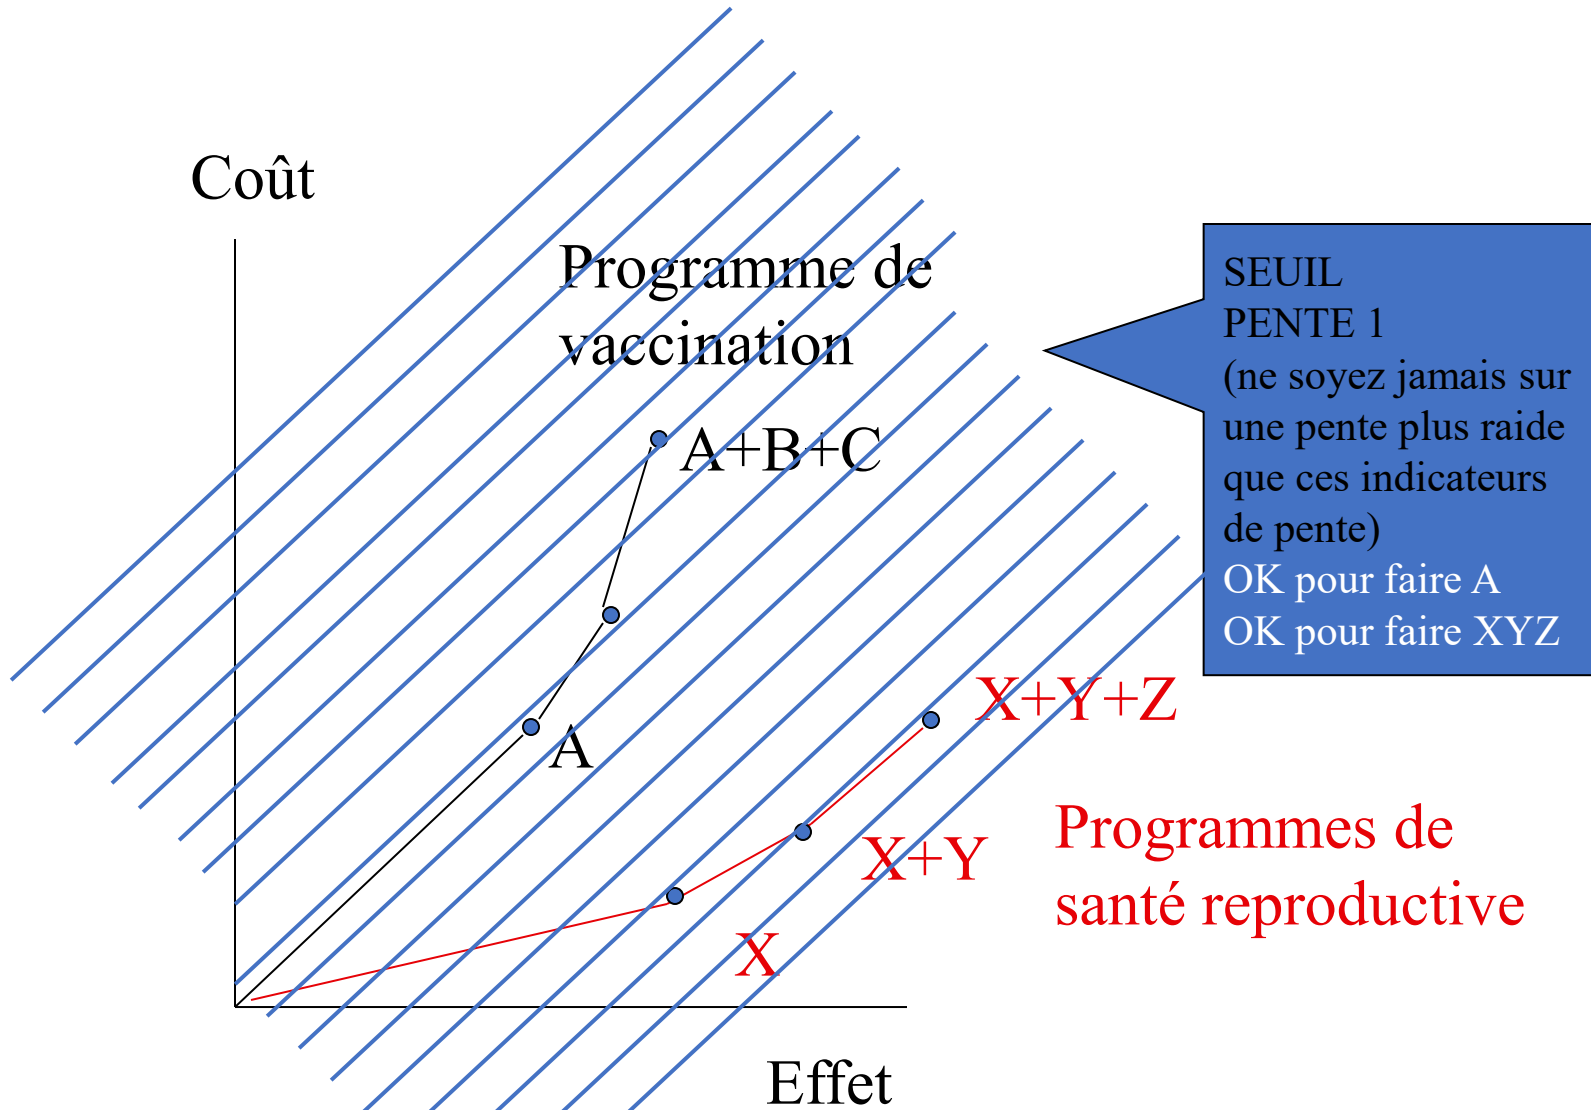 Coût
Programme de
vaccination
SEUIL
PENTE 1
(ne soyez jamais sur
une pente plus raide
que ces indicateurs
de pente)
OK pour faire A
OK pour faire XYZ
A+B+C
A
X+Y+Z
X+Y
X
Programmes de
santé reproductive
Effet